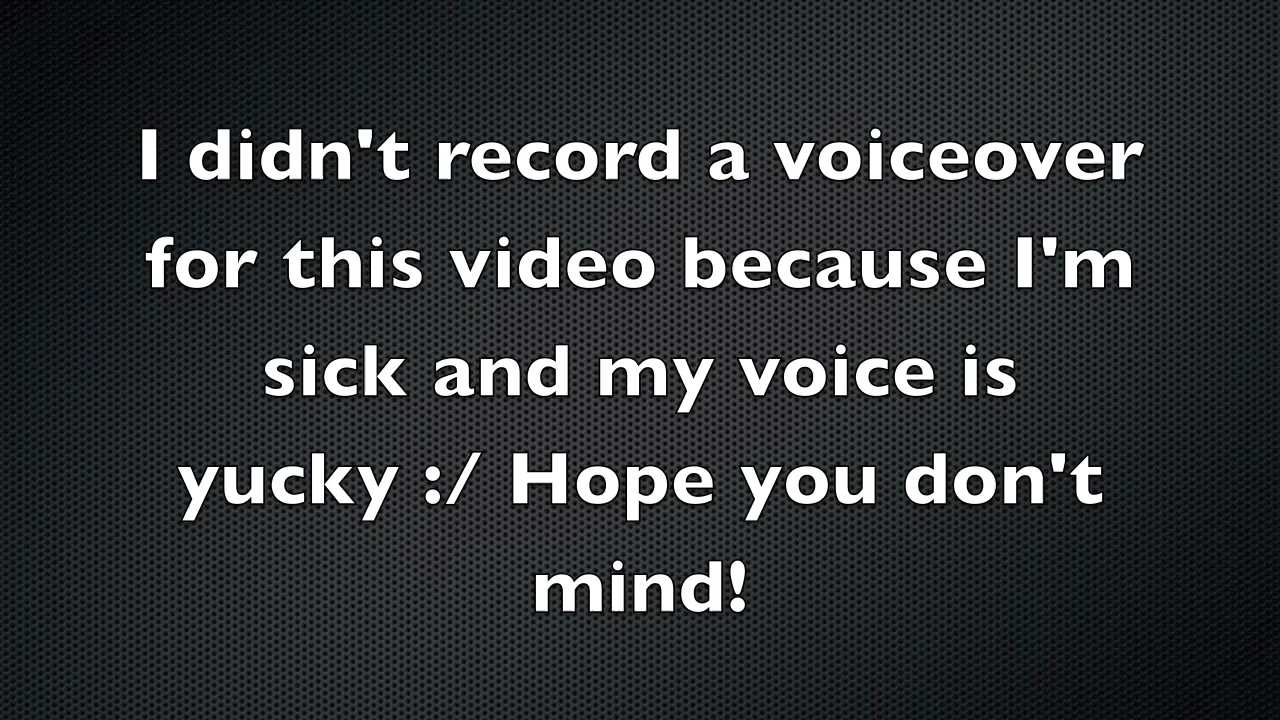 I didn't record a voiceover
for this video because I'm
sick and my voice is
yucky :/ Hope you don't
mind!